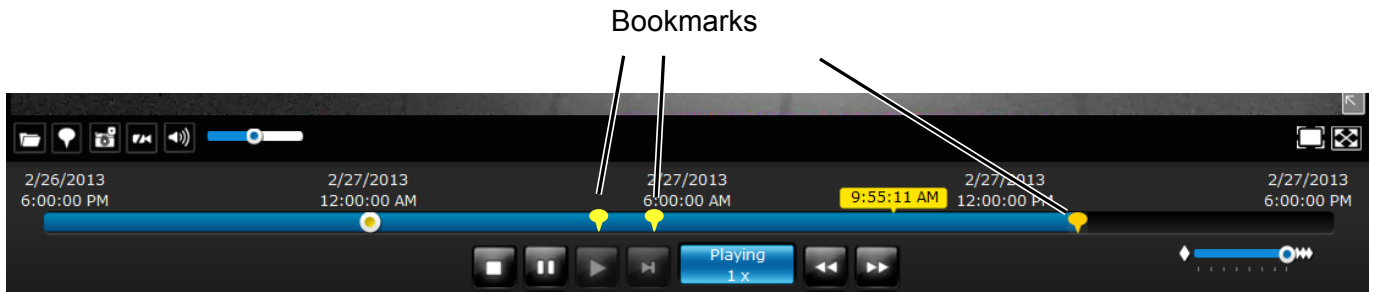 Bookmarks
2/26/2013 2/27/2013 2/27/2013 2/27/2013 2/27/2013
6:00:00 PM 12:00:00 AM 6:00:00 AM 9:55:11 AM 12:00:00 PM 6:00:00 PM
Playing
1 x